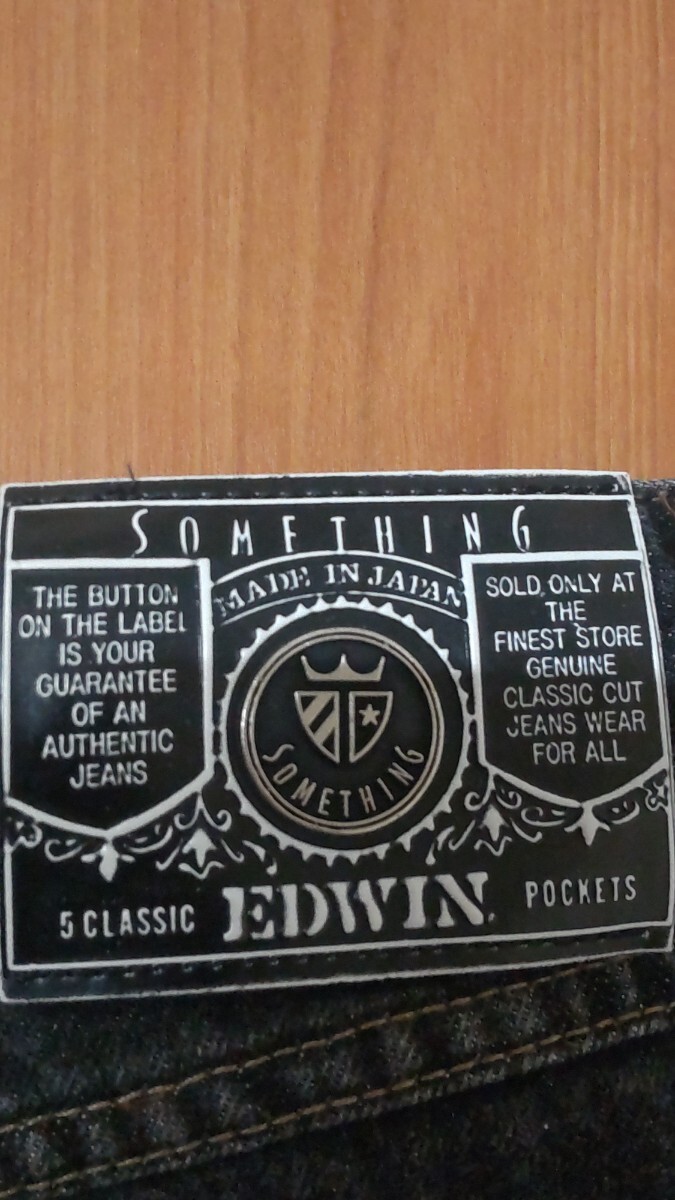 SOMETHING
MADE IN JAPAN
THE BUTTON
ON THE LABEL
IS YOUR
GUARANTEE
OF AN
AUTHENTIC
JEANS
SOMETHING
SOLD ONLY AT
THE
FINEST STORE
GENUINE
CLASSIC CUT
JEANS WEAR
FOR ALL
5 CLASSIC EDWIN. POCKETS